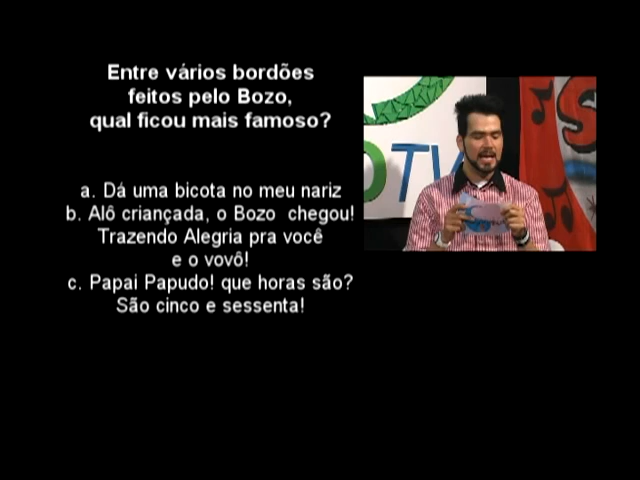 Entre vários bordões
feitos pelo Bozo,
qual ficou mais famoso?
a. Dá uma bicota no meu nariz
b. Alô criançada, o Bozo chegou!
Trazendo Alegria pra você
e o vovô!
c. Papai Papudo! que horas são?
São cinco e sessenta!
TV